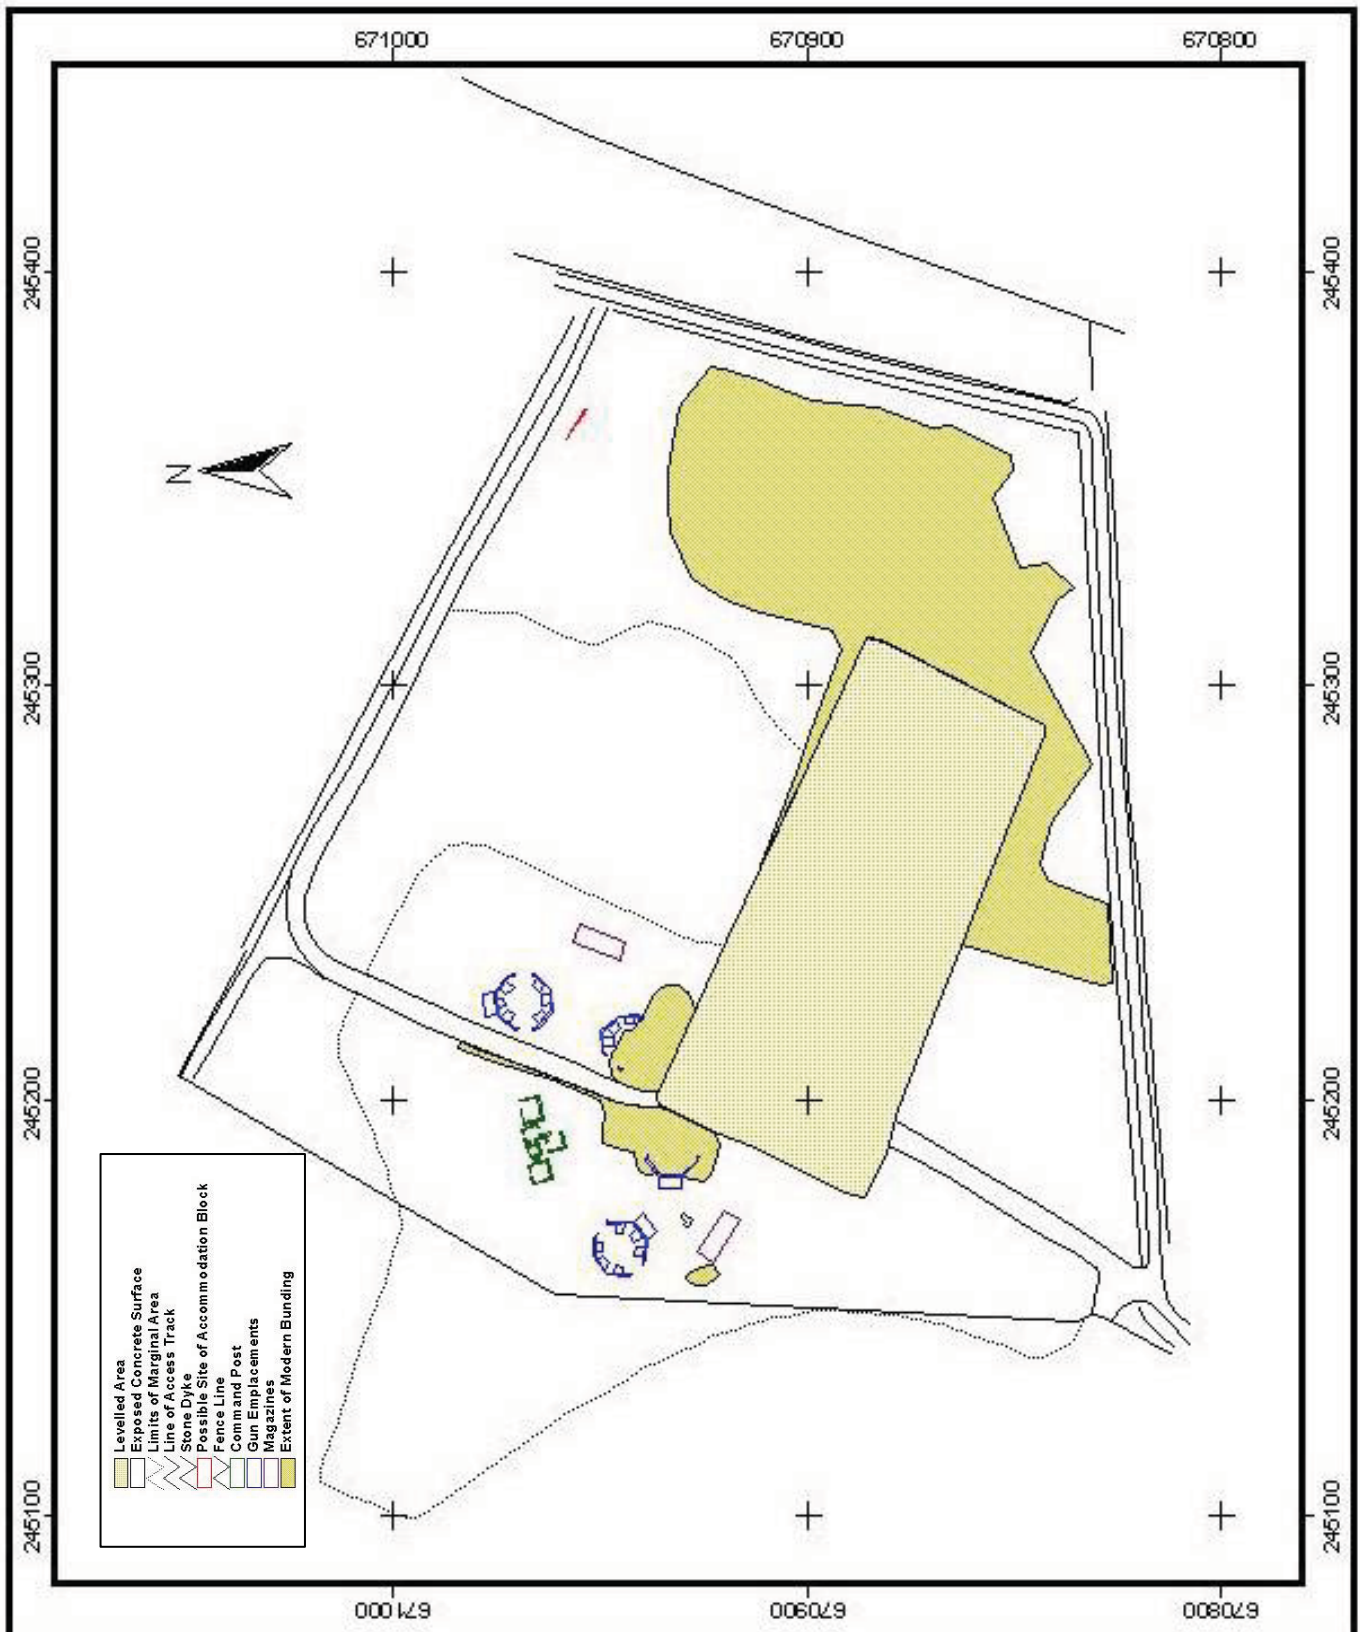 671000 670900 670800
245400 245400
N
245300 245300
245200 245200
Levelled Area
Exposed Concrete Surface
Limits of Marginal Area
Line of Access Track
Stone Dyke
Possible Site of Accommodation Block
Fence Line
Command Post
Gun Emplacements
Magazines
Extent of Modern Bunding
245100 245100
671000 670900 670800